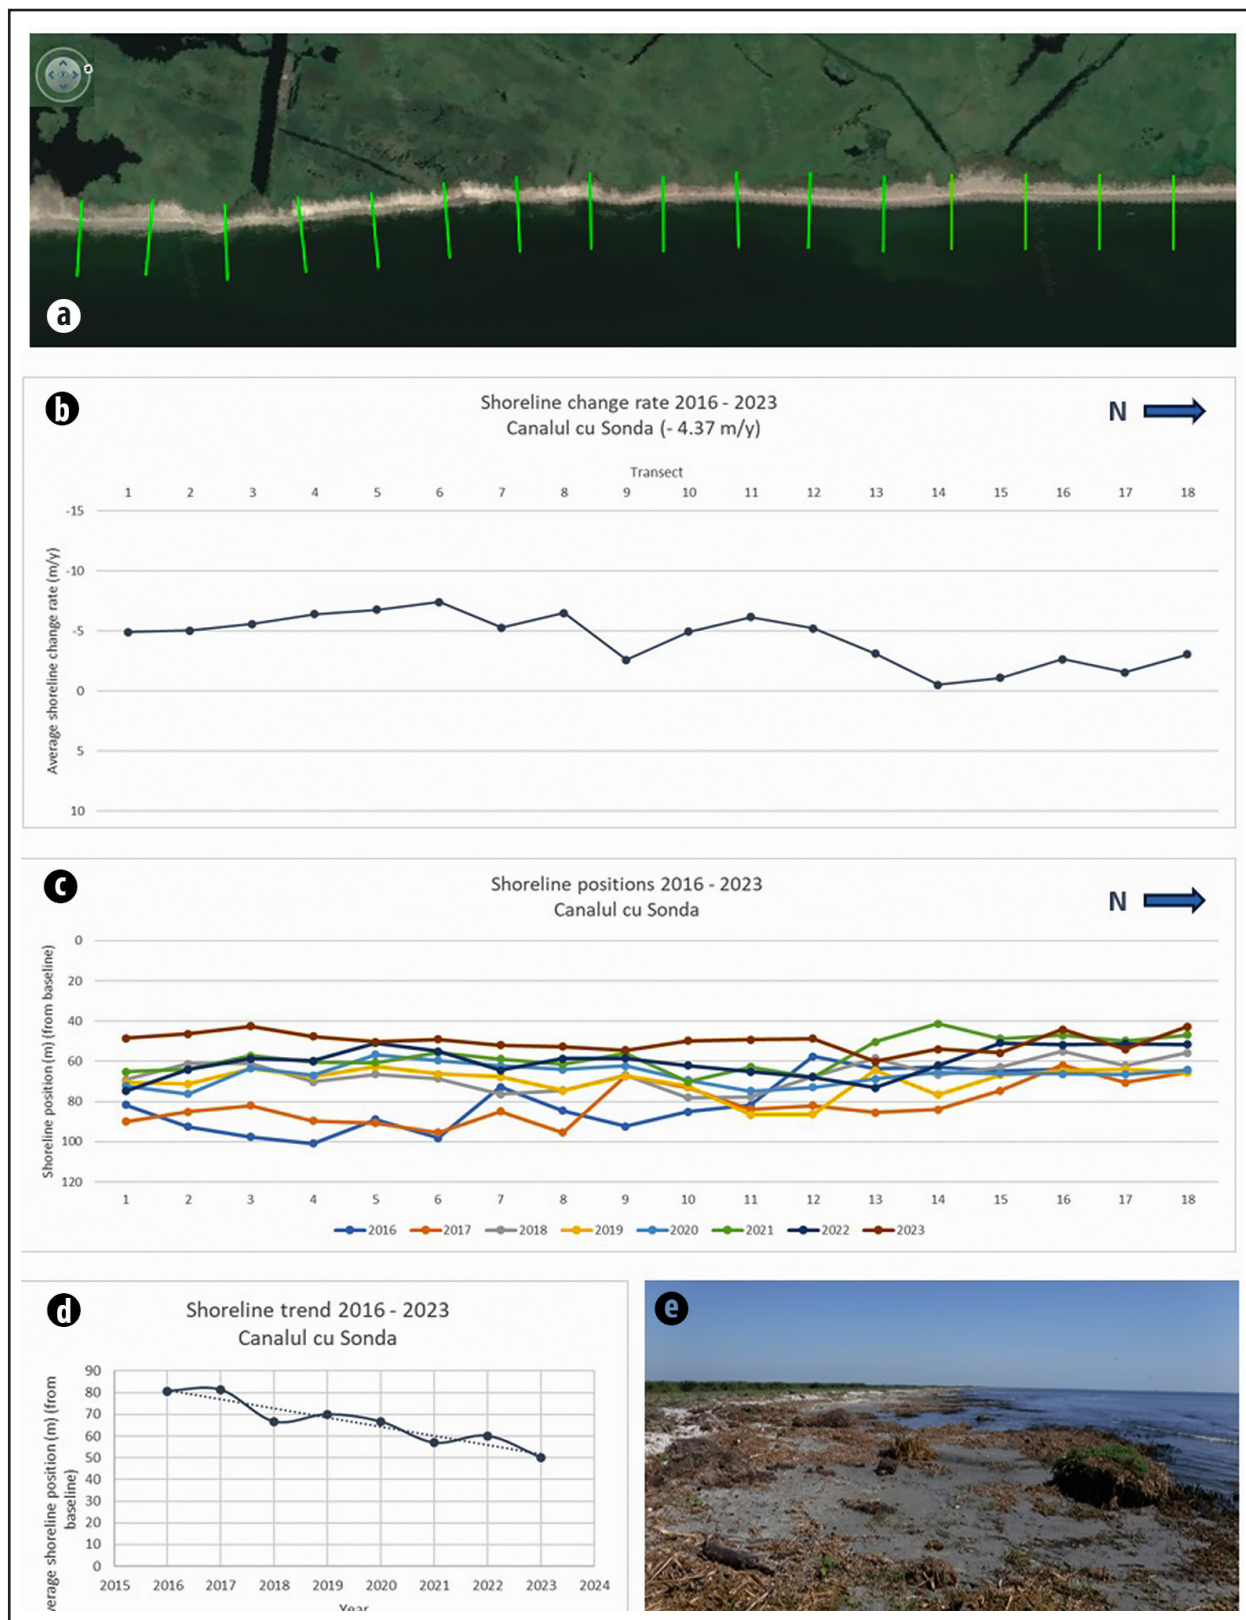 a
b
Shoreline change rate 2016 - 2023
Canalul cu Sonda (- 4.37 m/y)
N
Transect
1 2 3 4 5 6 7 8 9 10 11 12 13 14 15 16 17 18
-15
-10
-5
0
5
10
Average shoreline change rate (m/y)
c
Shoreline positions 2016 - 2023
Canalul cu Sonda
N
0
20
40
60
80
100
120
Shoreline position (m) (from baseline)
1 2 3 4 5 6 7 8 9 10 11 12 13 14 15 16 17 18
2016 2017 2018 2019 2020 2021 2022 2023
d
Shoreline trend 2016 - 2023
Canalul cu Sonda
90
80
70
60
50
40
30
20
10
0
verage shoreline position (m) (from
baseline)
2015 2016 2017 2018 2019 2020 2021 2022 2023 2024
Year
e